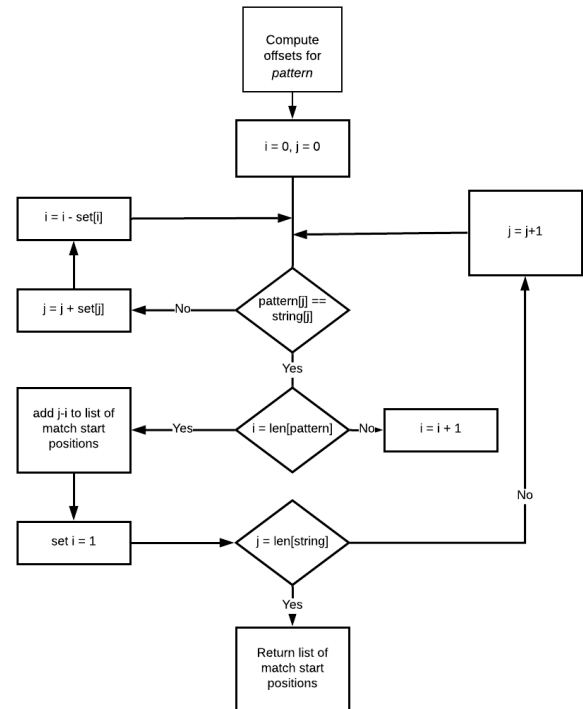 Compute
offsets for
pattern
i = 0, j = 0
i = i - set[i]
j = j+1
j = j + set[j]
No
pattern[j] ==
string[j]
Yes
add j-i to list of
match start
positions
Yes
i = len[pattern]
No
i = i + 1
No
set i = 1
j = len[string]
Yes
Return list of
match start
positions